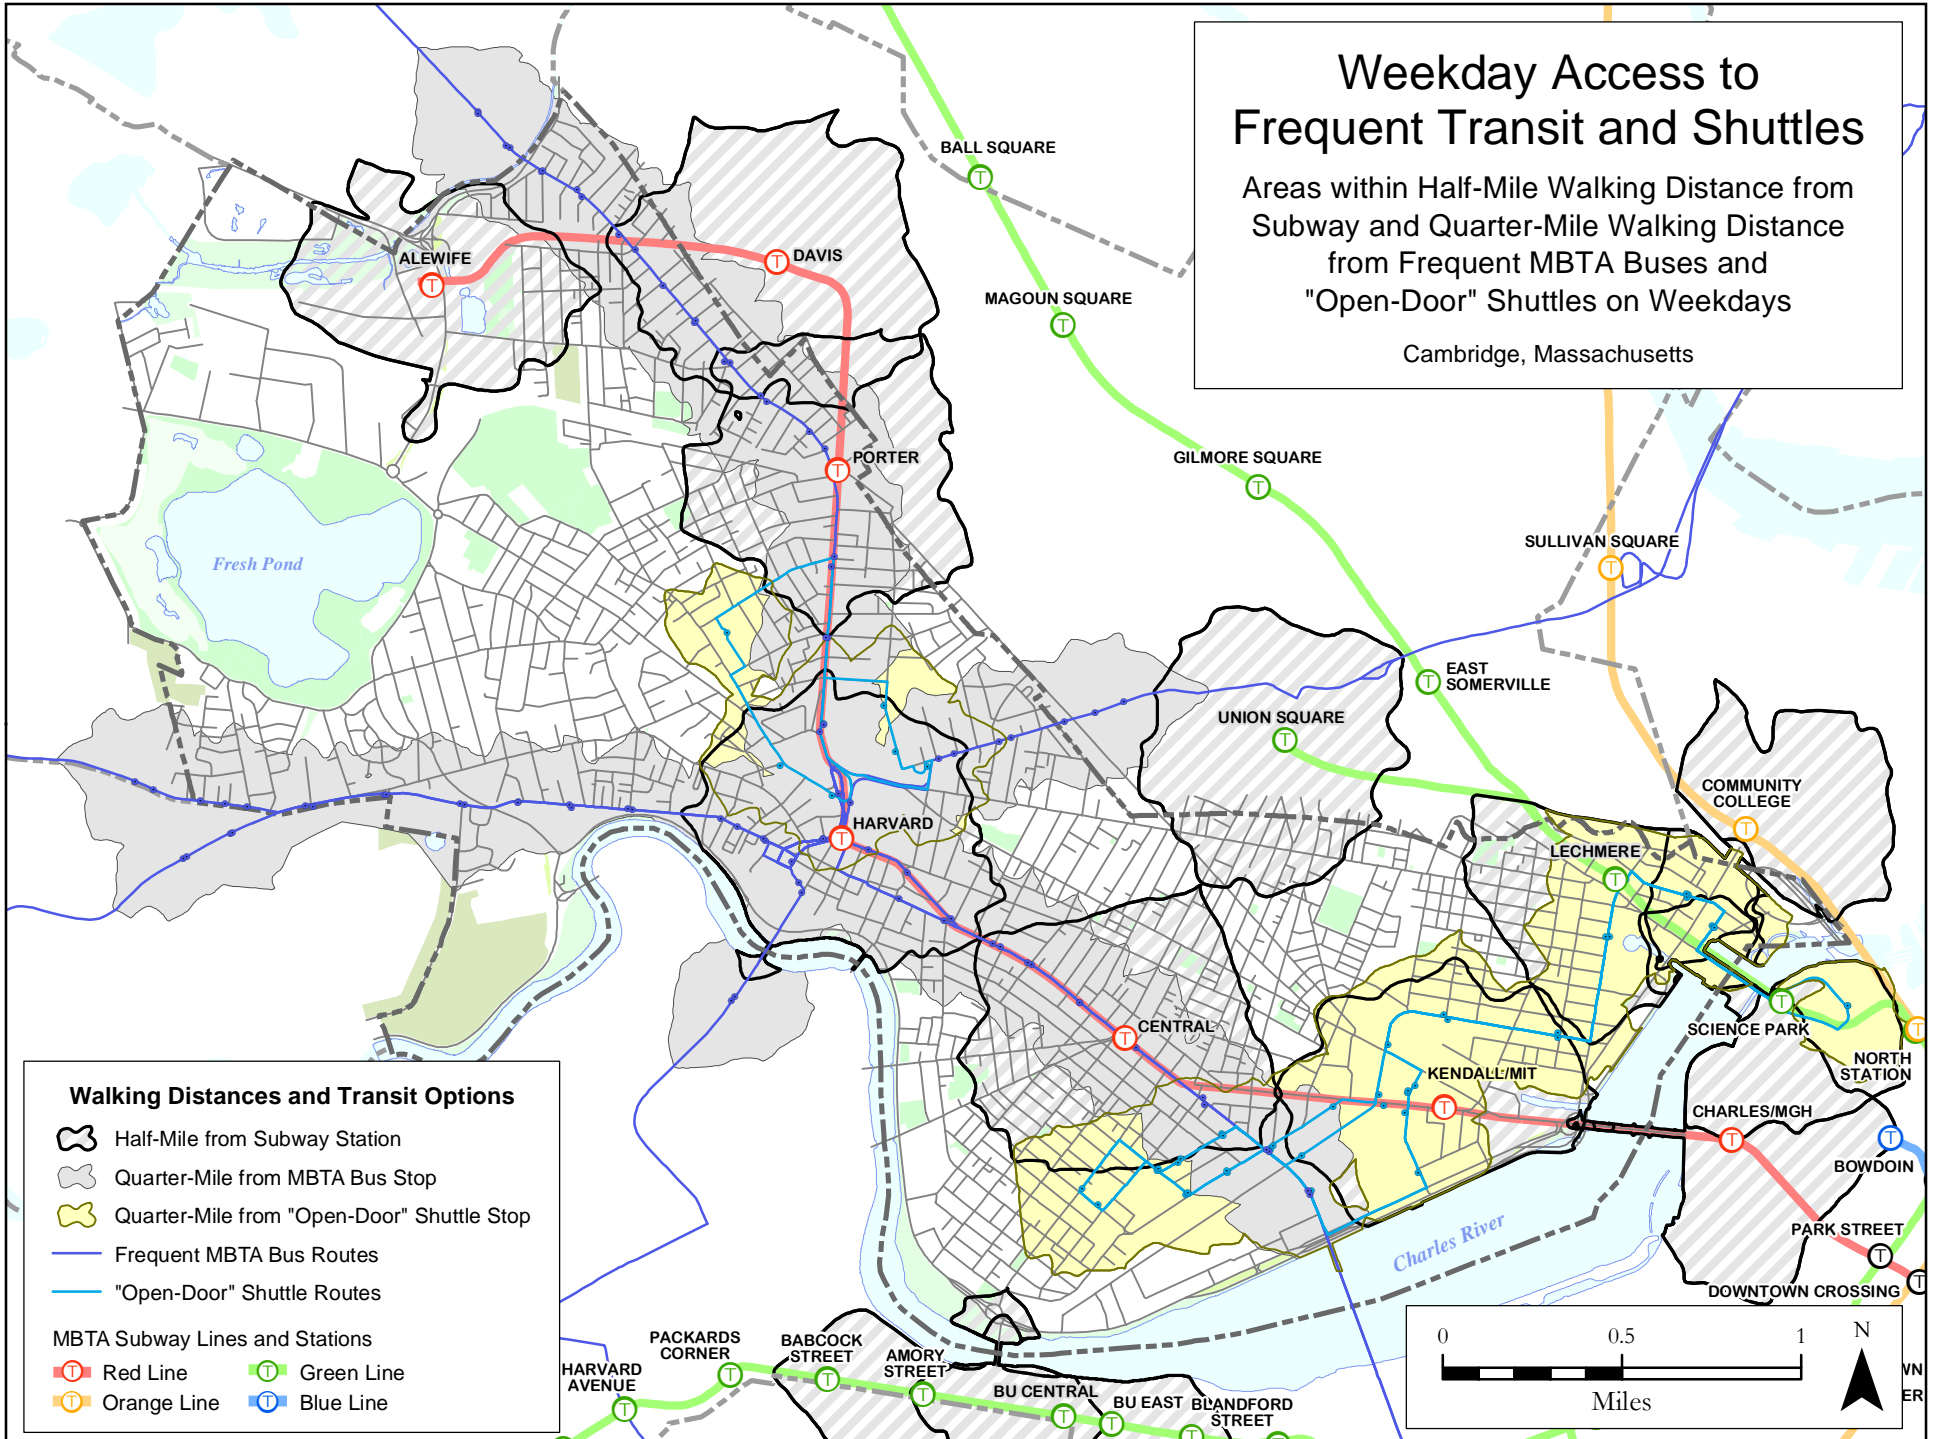 Weekday Access to
Frequent Transit and Shuttles
Areas within Half-Mile Walking Distance from
Subway and Quarter-Mile Walking Distance
from Frequent MBTA Buses and
"Open-Door" Shuttles on Weekdays
Cambridge, Massachusetts
BALL SQUARE
ALEWIFE
DAVIS
MAGOUN SQUARE
PORTER
GILMORE SQUARE
SULLIVAN SQUARE
Fresh Pond
EAST
SOMERVILLE
UNION SQUARE
COMMUNITY
COLLEGE
HARVARD
LECHMERE
CENTRAL
SCIENCE PARK
NORTH
STATION
KENDALL/MIT
CHARLES/MGH
BOWDOIN
PARK STREET
Charles River
DOWNTOWN CROSSING
PACKARDS
CORNER
BABCOCK
STREET
AMORY
STREET
HARVARD
AVENUE
BU CENTRAL
BU EAST
BLANDFORD
STREET
Walking Distances and Transit Options
Half-Mile from Subway Station
Quarter-Mile from MBTA Bus Stop
Quarter-Mile from "Open-Door" Shuttle Stop
Frequent MBTA Bus Routes
"Open-Door" Shuttle Routes
MBTA Subway Lines and Stations
Red Line
Green Line
Orange Line
Blue Line
0 0.5 1
Miles
N